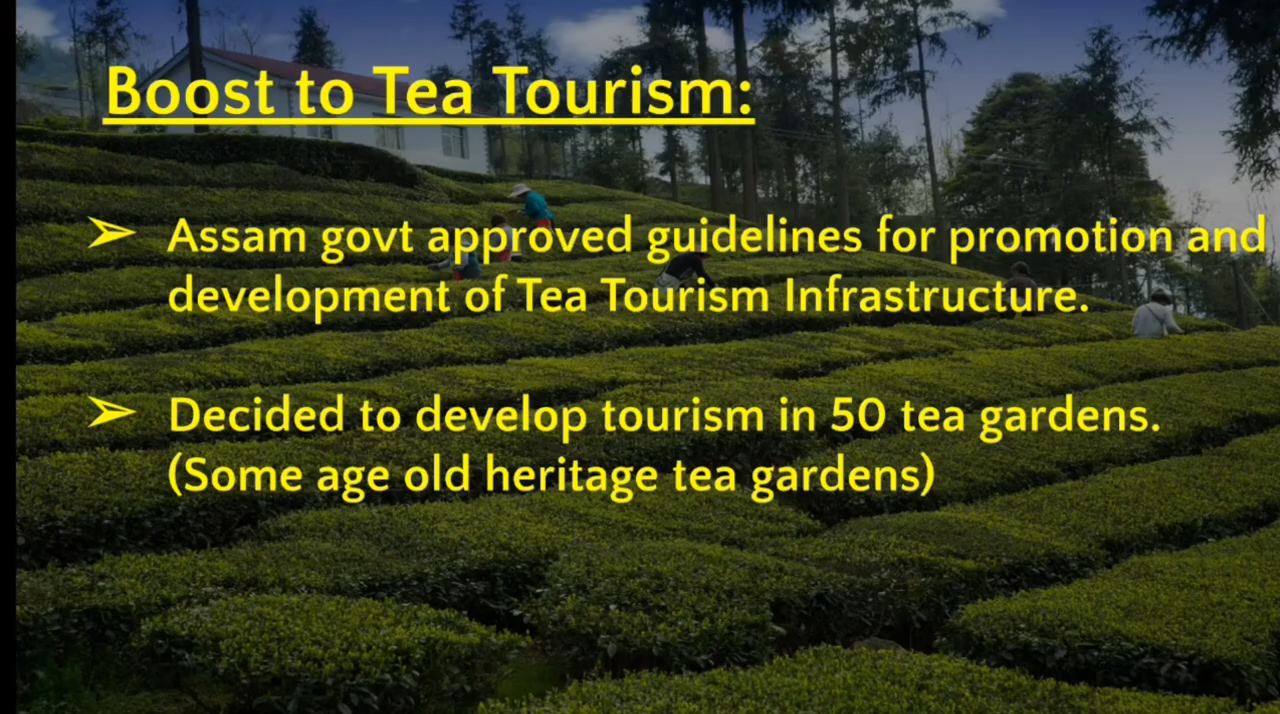 Boost to Tea Tourism:
➢ Assam govt approved guidelines for promotion and
development of Tea Tourism Infrastructure.
➢ Decided to develop tourism in 50 tea gardens.
(Some age old heritage tea gardens)